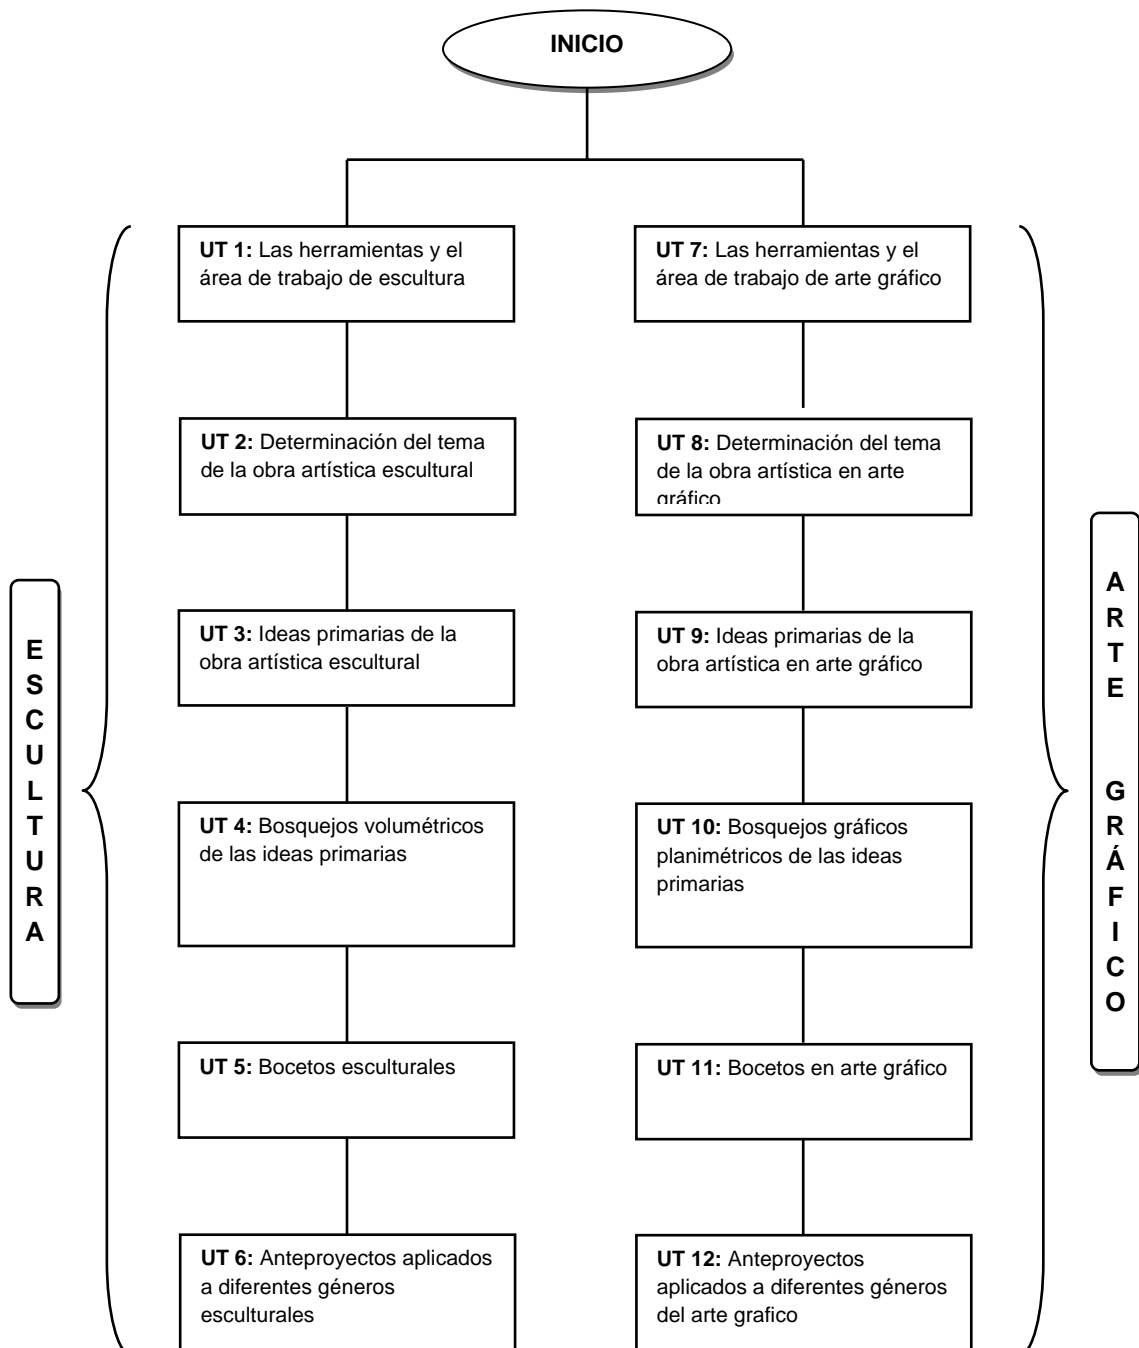 INICIO
UT 1: Las herramientas y el
área de trabajo de escultura
UT 7: Las herramientas y el
área de trabajo de arte gráfico
UT 2: Determinación del tema
de la obra artística escultural
UT 8: Determinación del tema
de la obra artística en arte
gráfico
UT 3: Ideas primarias de la
obra artística escultural
UT 9: Ideas primarias de la
obra artística en arte gráfico
UT 4: Bosquejos volumétricos
de las ideas primarias
UT 10: Bosquejos gráficos
planimétricos de las ideas
primarias
UT 5: Bocetos esculturales
UT 11: Bocetos en arte gráfico
UT 6: Anteproyectos aplicados
a diferentes géneros
esculturales
UT 12: Anteproyectos
aplicados a diferentes géneros
del arte grafico
ESCULTURA
ARTE GRÁFICO